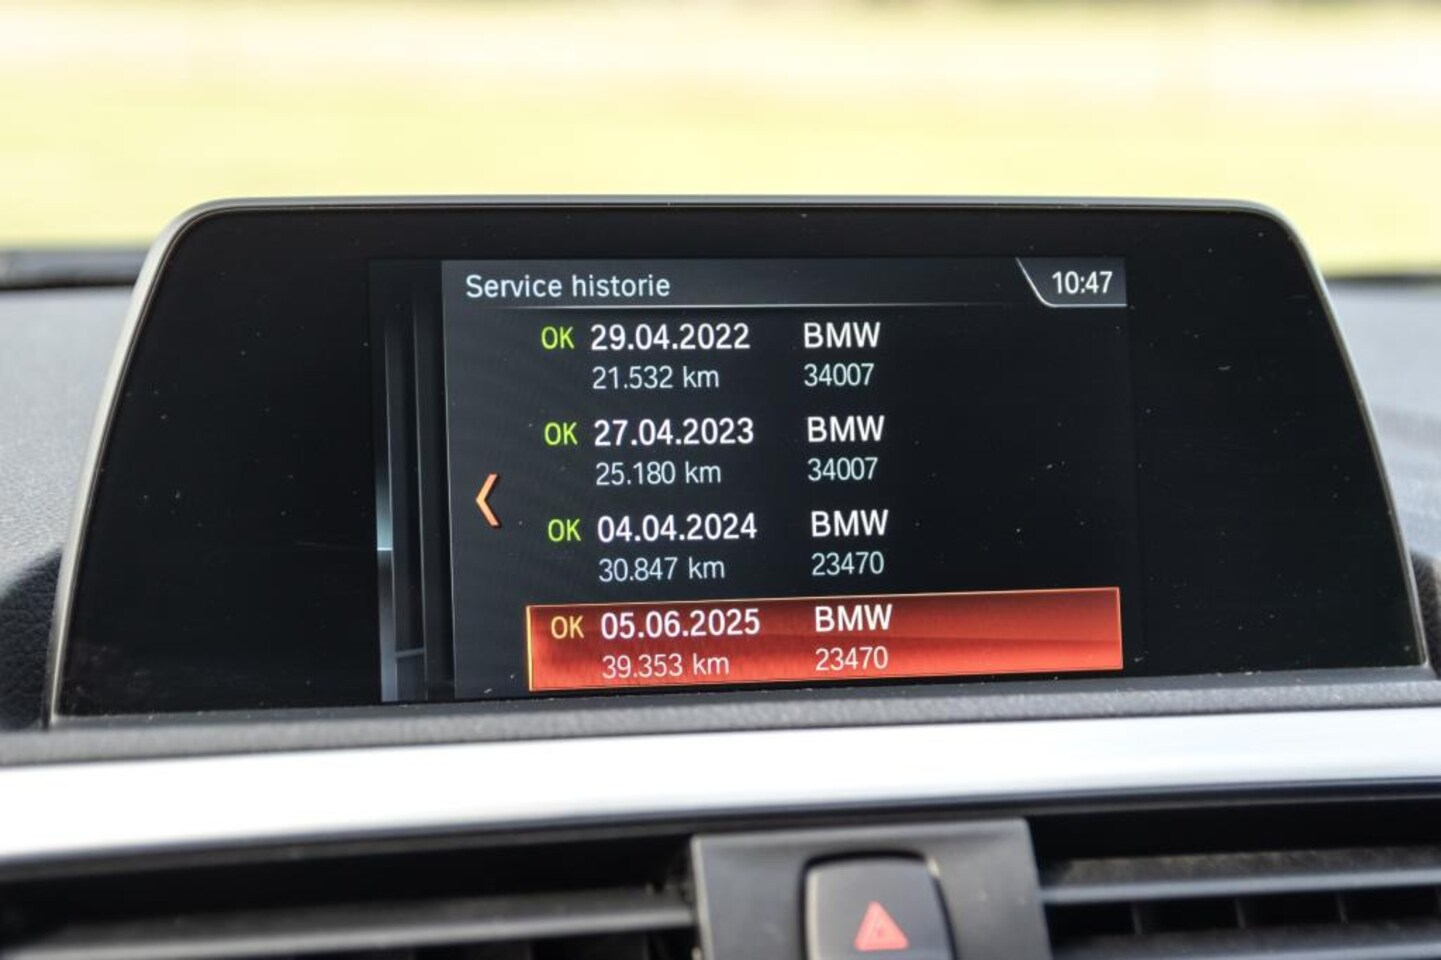 Service historie 10:47
OK 29.04.2022 BMW
21.532 km 34007
OK 27.04.2023 BMW
25.180 km 34007
OK 04.04.2024 BMW
30.847 km 23470
OK 05.06.2025 BMW
39.353 km 23470